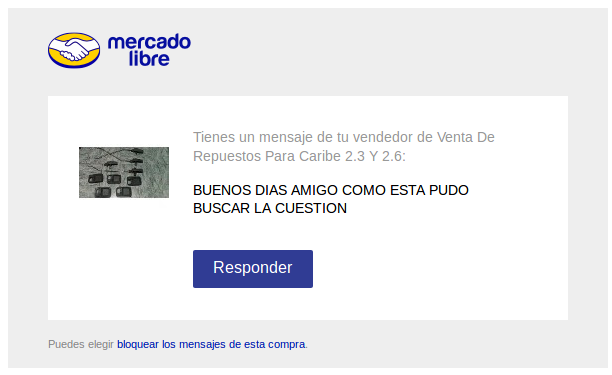 mercado
libre
Tienes un mensaje de tu vendedor de Venta De
Repuestos Para Caribe 2.3 Y 2.6:
BUENOS DIAS AMIGO COMO ESTA PUDO
BUSCAR LA CUESTION
Responder
Puedes elegir bloquear los mensajes de esta compra.